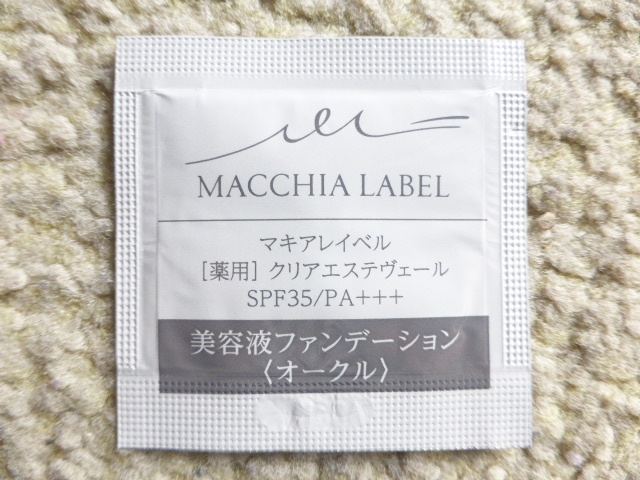 MACCHIA LABEL
マキアレイベル
［薬用］クリアエステヴェール
SPF35/PA+++
美容液ファンデーション
〈オークル〉